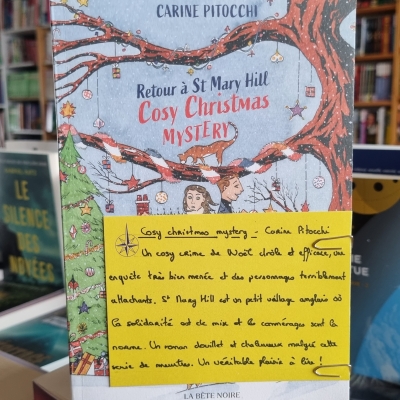 CARINE PITOCCHI
Retour à St Mary Hill
COSY CHRISTMAS
MYSTERY
LE
SILENCE
DES
NOYÉES
Cosy christmas mystery - Carine Pitocchi
Un cosy crime de Noël drôle et efficace, une
enquête très bien menée et des personnages terriblement
attachants. St Mary Hill est un petit village anglais où
la solidarité est de mise et les commérages sont la
norme. Un roman douillet et chaleureux malgré cette
série de meurtres. Un véritable plaisir à lire !
LA BÊTE NOIRE